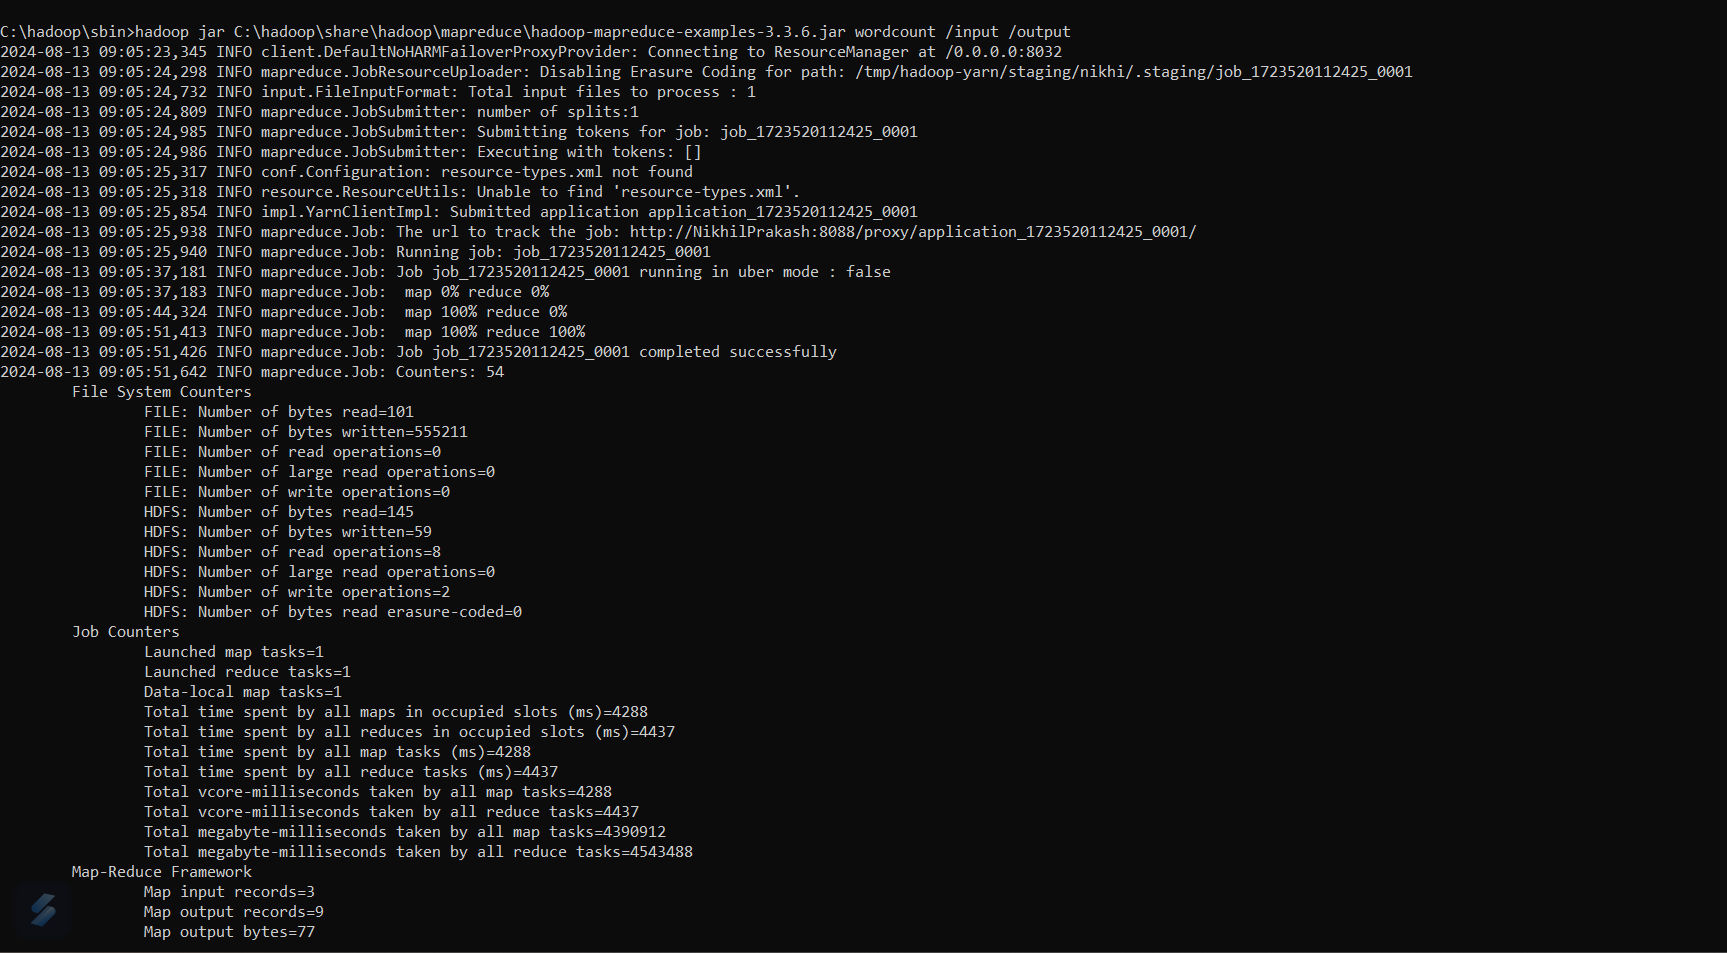 C:\hadoop\sbin>hadoop jar C:\hadoop\share\hadoop\mapreduce\hadoop-mapreduce-examples-3.3.6.jar wordcount /input /output
2024-08-13 09:05:23,345 INFO client.DefaultNoHARMFailoverProxyProvider: Connecting to ResourceManager at /0.0.0.0:8032
2024-08-13 09:05:24,298 INFO mapreduce.JobResourceUploader: Disabling Erasure Coding for path: /tmp/hadoop-yarn/staging/nikhi/.staging/job_1723520112425_0001
2024-08-13 09:05:24,732 INFO input.FileInputFormat: Total input files to process : 1
2024-08-13 09:05:24,809 INFO mapreduce.JobSubmitter: number of splits:1
2024-08-13 09:05:24,985 INFO mapreduce.JobSubmitter: Submitting tokens for job: job_1723520112425_0001
2024-08-13 09:05:24,986 INFO mapreduce.JobSubmitter: Executing with tokens: []
2024-08-13 09:05:25,317 INFO conf.Configuration: resource-types.xml not found
2024-08-13 09:05:25,318 INFO resource.ResourceUtils: Unable to find 'resource-types.xml'.
2024-08-13 09:05:25,854 INFO impl.YarnClientImpl: Submitted application application_1723520112425_0001
2024-08-13 09:05:25,938 INFO mapreduce.Job: The url to track the job: http://NikhilPrakash:8088/proxy/application_1723520112425_0001/
2024-08-13 09:05:25,940 INFO mapreduce.Job: Running job: job_1723520112425_0001
2024-08-13 09:05:37,181 INFO mapreduce.Job: Job job_1723520112425_0001 running in uber mode : false
2024-08-13 09:05:37,183 INFO mapreduce.Job:  map 0% reduce 0%
2024-08-13 09:05:44,324 INFO mapreduce.Job:  map 100% reduce 0%
2024-08-13 09:05:51,413 INFO mapreduce.Job:  map 100% reduce 100%
2024-08-13 09:05:51,426 INFO mapreduce.Job: Job job_1723520112425_0001 completed successfully
2024-08-13 09:05:51,642 INFO mapreduce.Job: Counters: 54
File System Counters
FILE: Number of bytes read=101
FILE: Number of bytes written=555211
FILE: Number of read operations=0
FILE: Number of large read operations=0
FILE: Number of write operations=0
HDFS: Number of bytes read=145
HDFS: Number of bytes written=59
HDFS: Number of read operations=8
HDFS: Number of large read operations=0
HDFS: Number of write operations=2
HDFS: Number of bytes read erasure-coded=0
Job Counters
Launched map tasks=1
Launched reduce tasks=1
Data-local map tasks=1
Total time spent by all maps in occupied slots (ms)=4288
Total time spent by all reduces in occupied slots (ms)=4437
Total time spent by all map tasks (ms)=4288
Total time spent by all reduce tasks (ms)=4437
Total vcore-milliseconds taken by all map tasks=4288
Total vcore-milliseconds taken by all reduce tasks=4437
Total megabyte-milliseconds taken by all map tasks=4390912
Total megabyte-milliseconds taken by all reduce tasks=4543488
Map-Reduce Framework
Map input records=3
Map output records=9
Map output bytes=77